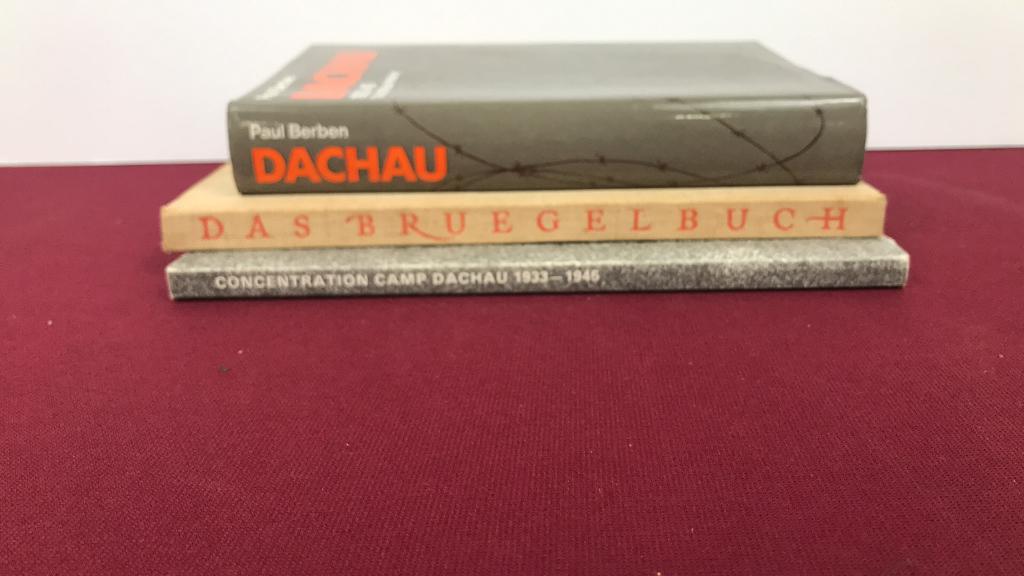 Paul Berben
DACHAU
DAS BRUEGELBUCH
CONCENTRATION CAMP DACHAU 1933–1945